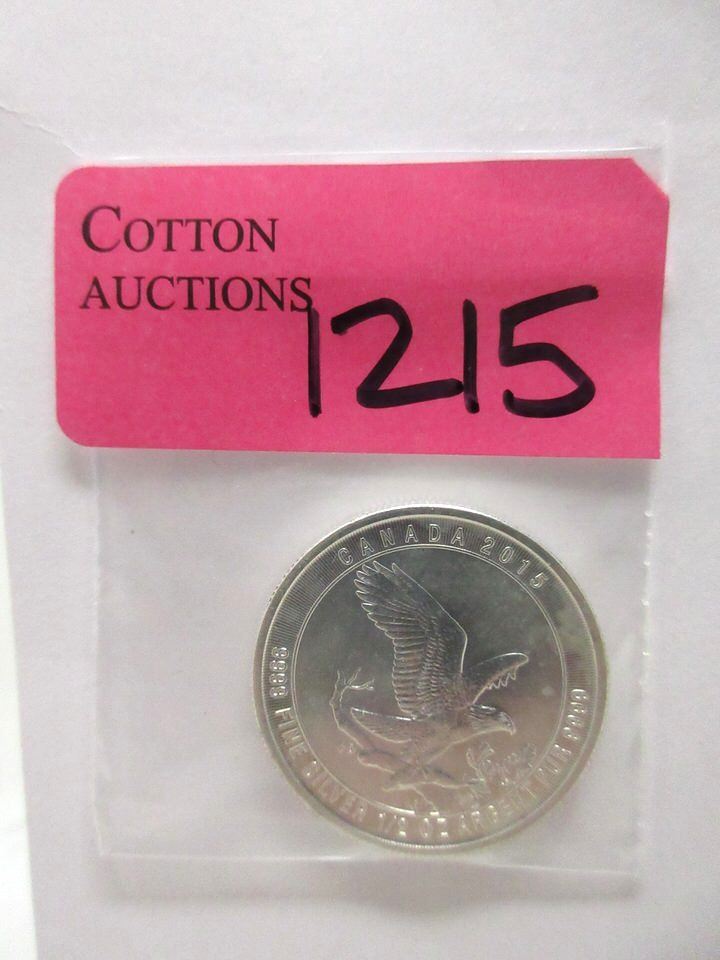 COTTON
AUCTIONS
1215
CANADA 2015
9999 FINE SILVER 1/2 OZ ARGENT PUR 9999